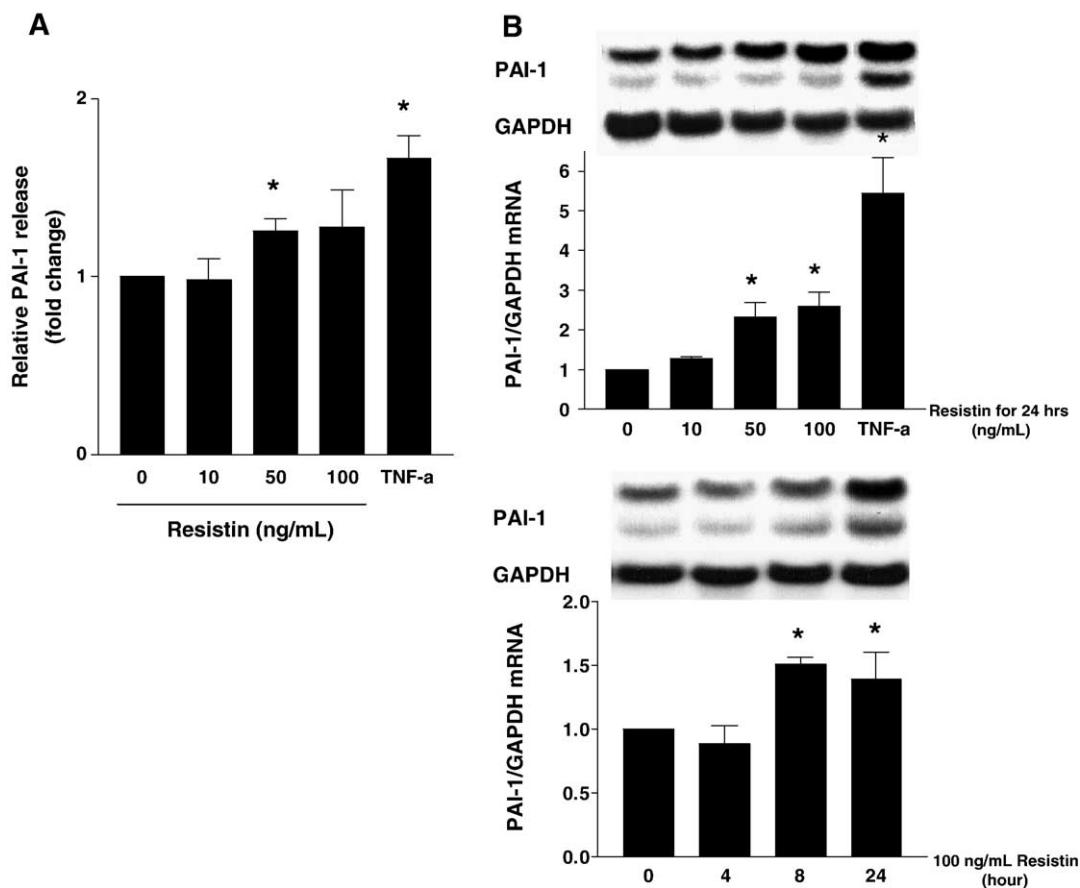 A
Relative PAI-1 release
(fold change)
2
1
0
*
*
0 10 50 100 TNF-a
Resistin (ng/mL)
B
PAI-1
GAPDH
PAI-1/GAPDH mRNA
6
5
4
3
2
1
0
*
*
*
0 10 50 100 TNF-a
Resistin for 24 hrs
(ng/mL)
PAI-1
GAPDH
PAI-1/GAPDH mRNA
2.0
1.5
1.0
0.5
0.0
*
*
0 4 8 24
100 ng/mL Resistin
(hour)